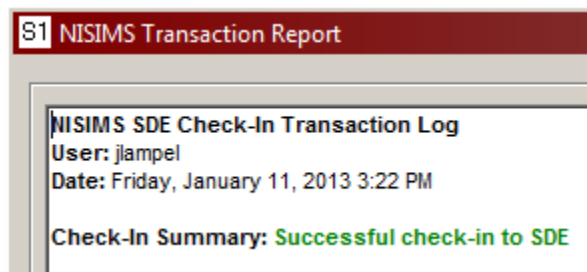 S1 NISIMS Transaction Report
NISIMS SDE Check-In Transaction Log
User: jlampel
Date: Friday, January 11, 2013 3:22 PM
Check-In Summary: Successful check-in to SDE